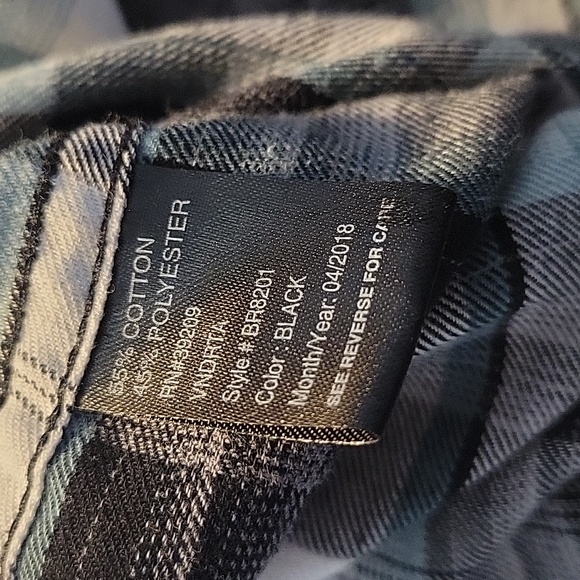 55% COTTON
45% POLYESTER
RN#39209
VNDRTA
Style # BR8201
Color : BLACK
Month/Year: 04/2018
SEE REVERSE FOR CARE